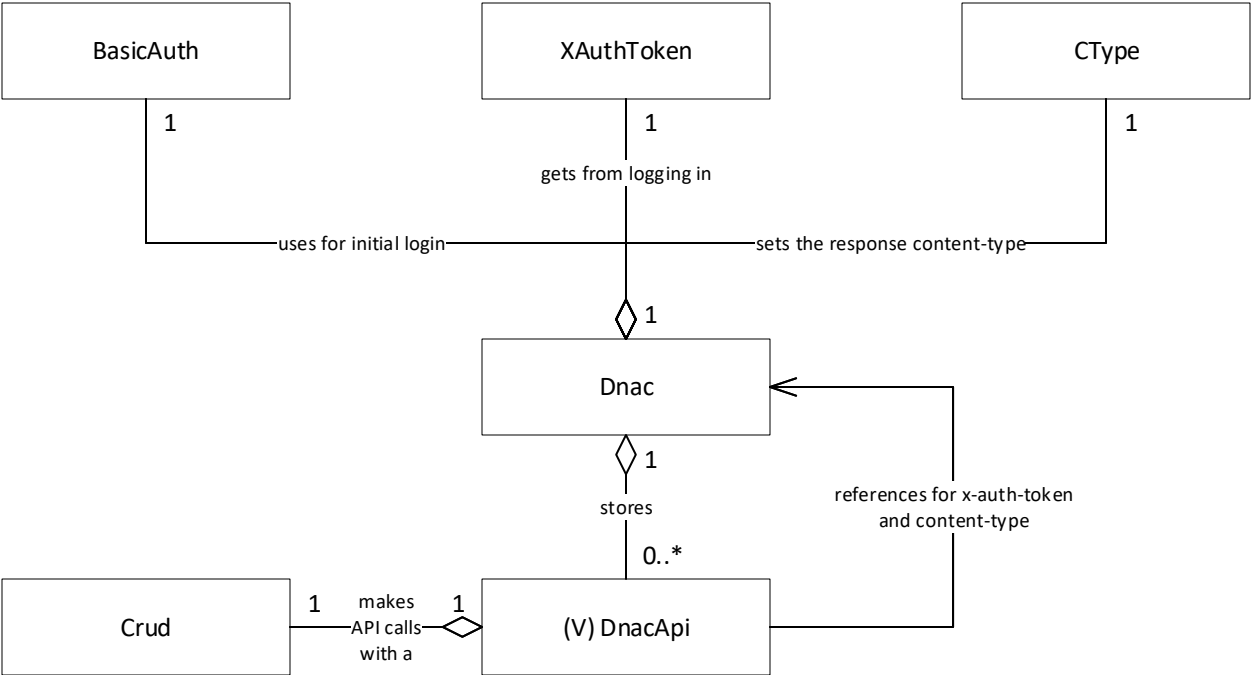 BasicAuth
XAuthToken
CType
1
1
1
gets from logging in
uses for initial login
sets the response content-type
1
Dnac
1
stores
references for x-auth-token
and content-type
0..*
Crud
1
makes
API calls
with a
1
(V) DnacApi